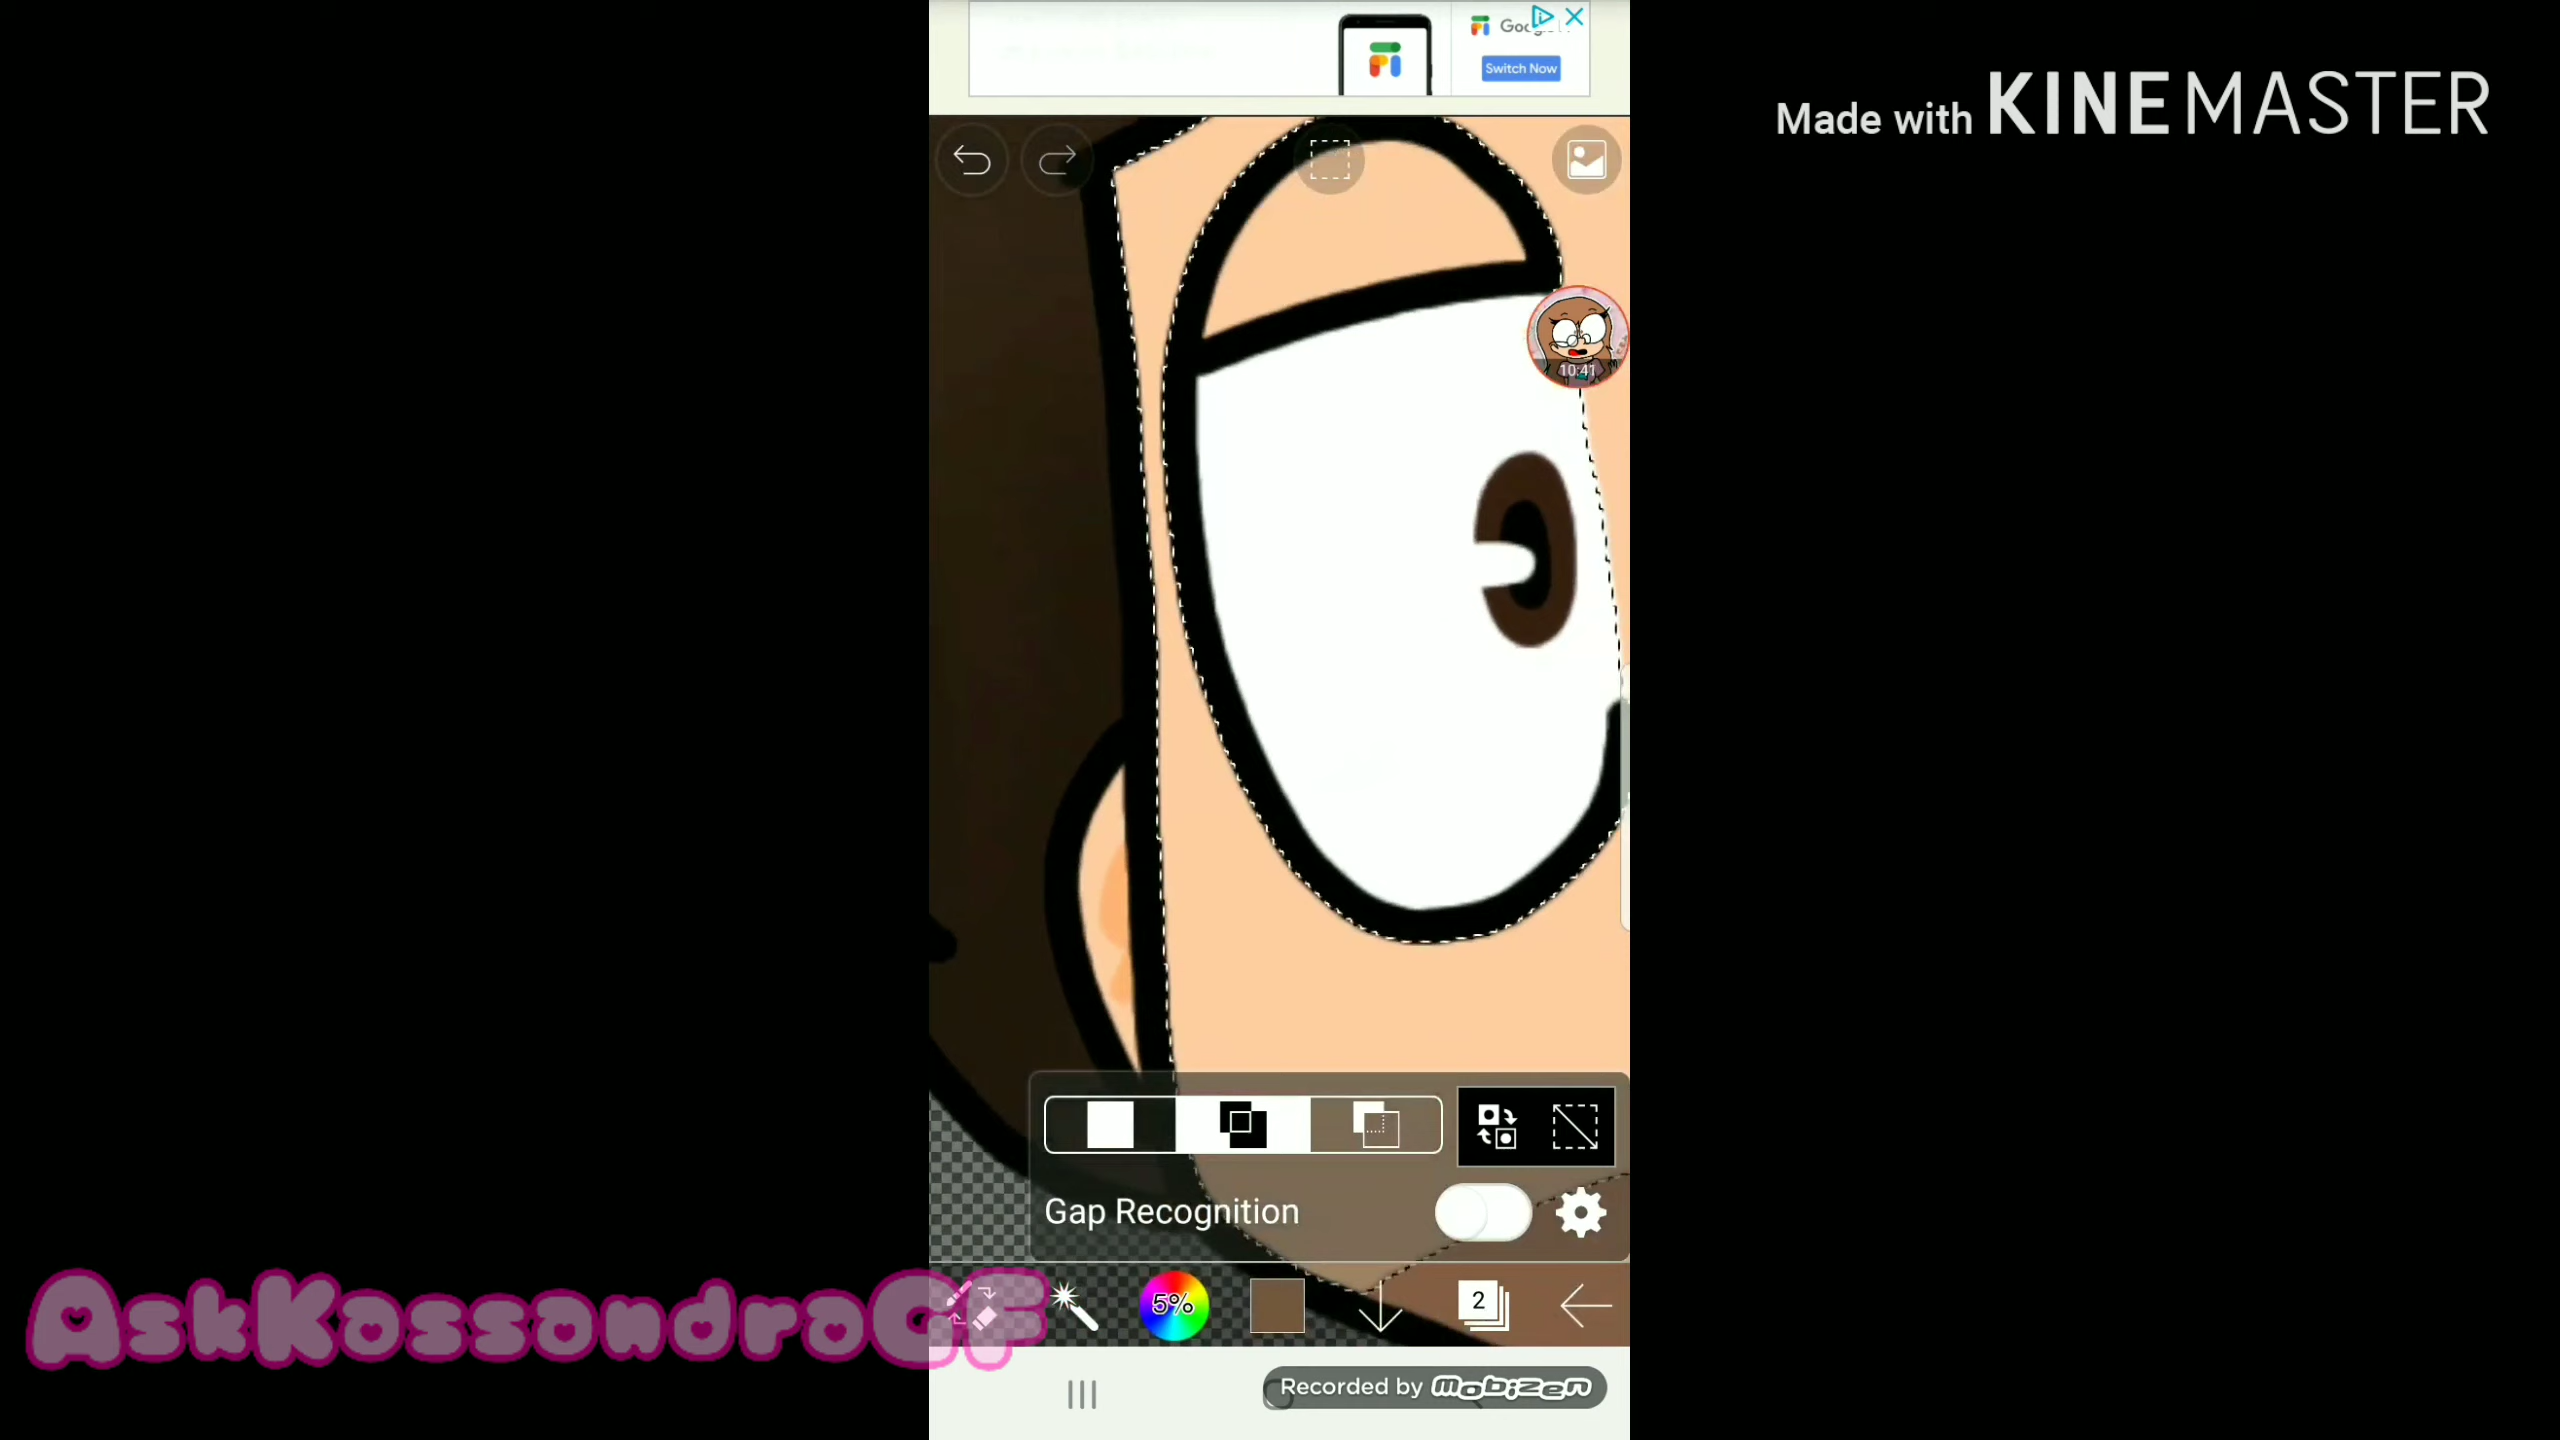 Switch Now
Made with KINEMASTER
10:41
Gap Recognition
5%
2
AskKassandraGF
Recorded by mobizen